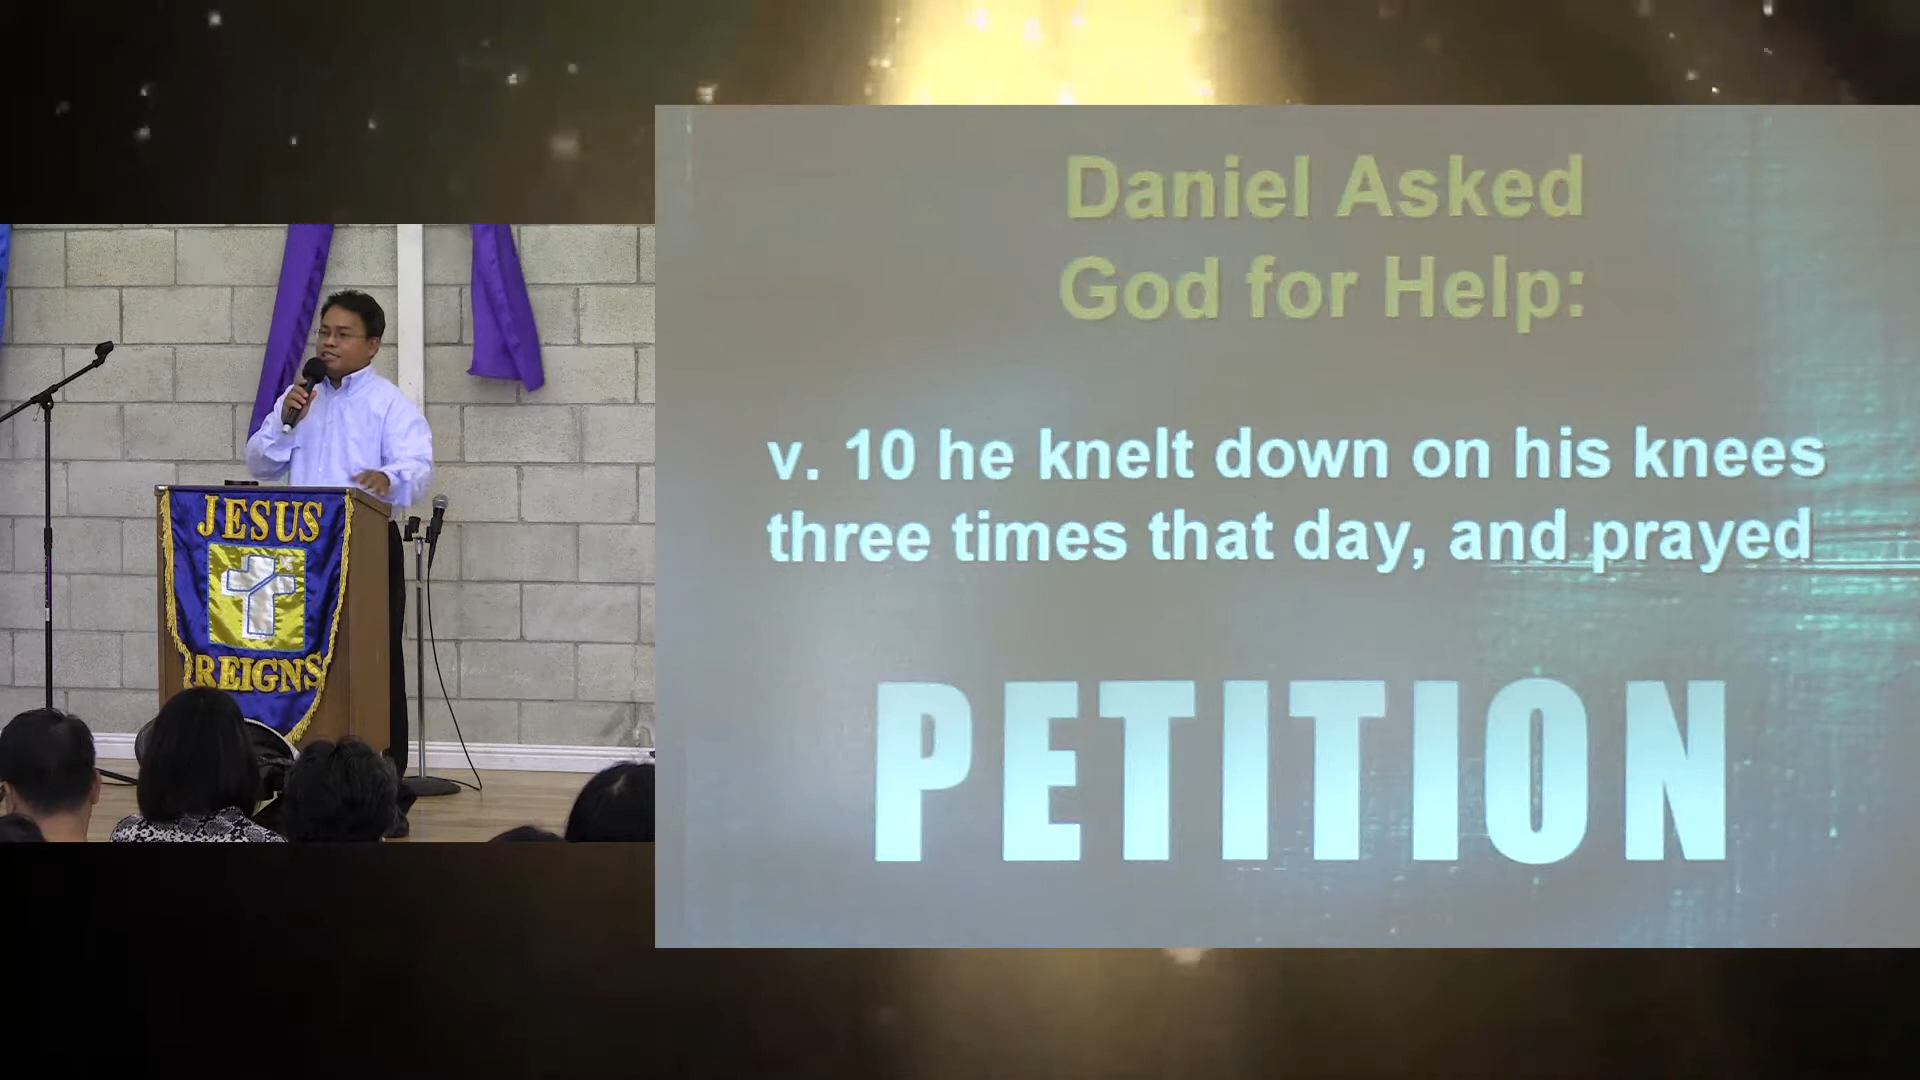 JESUS
REIGNS
Daniel Asked
God for Help:
v. 10 he knelt down on his knees
three times that day, and prayed
PETITION